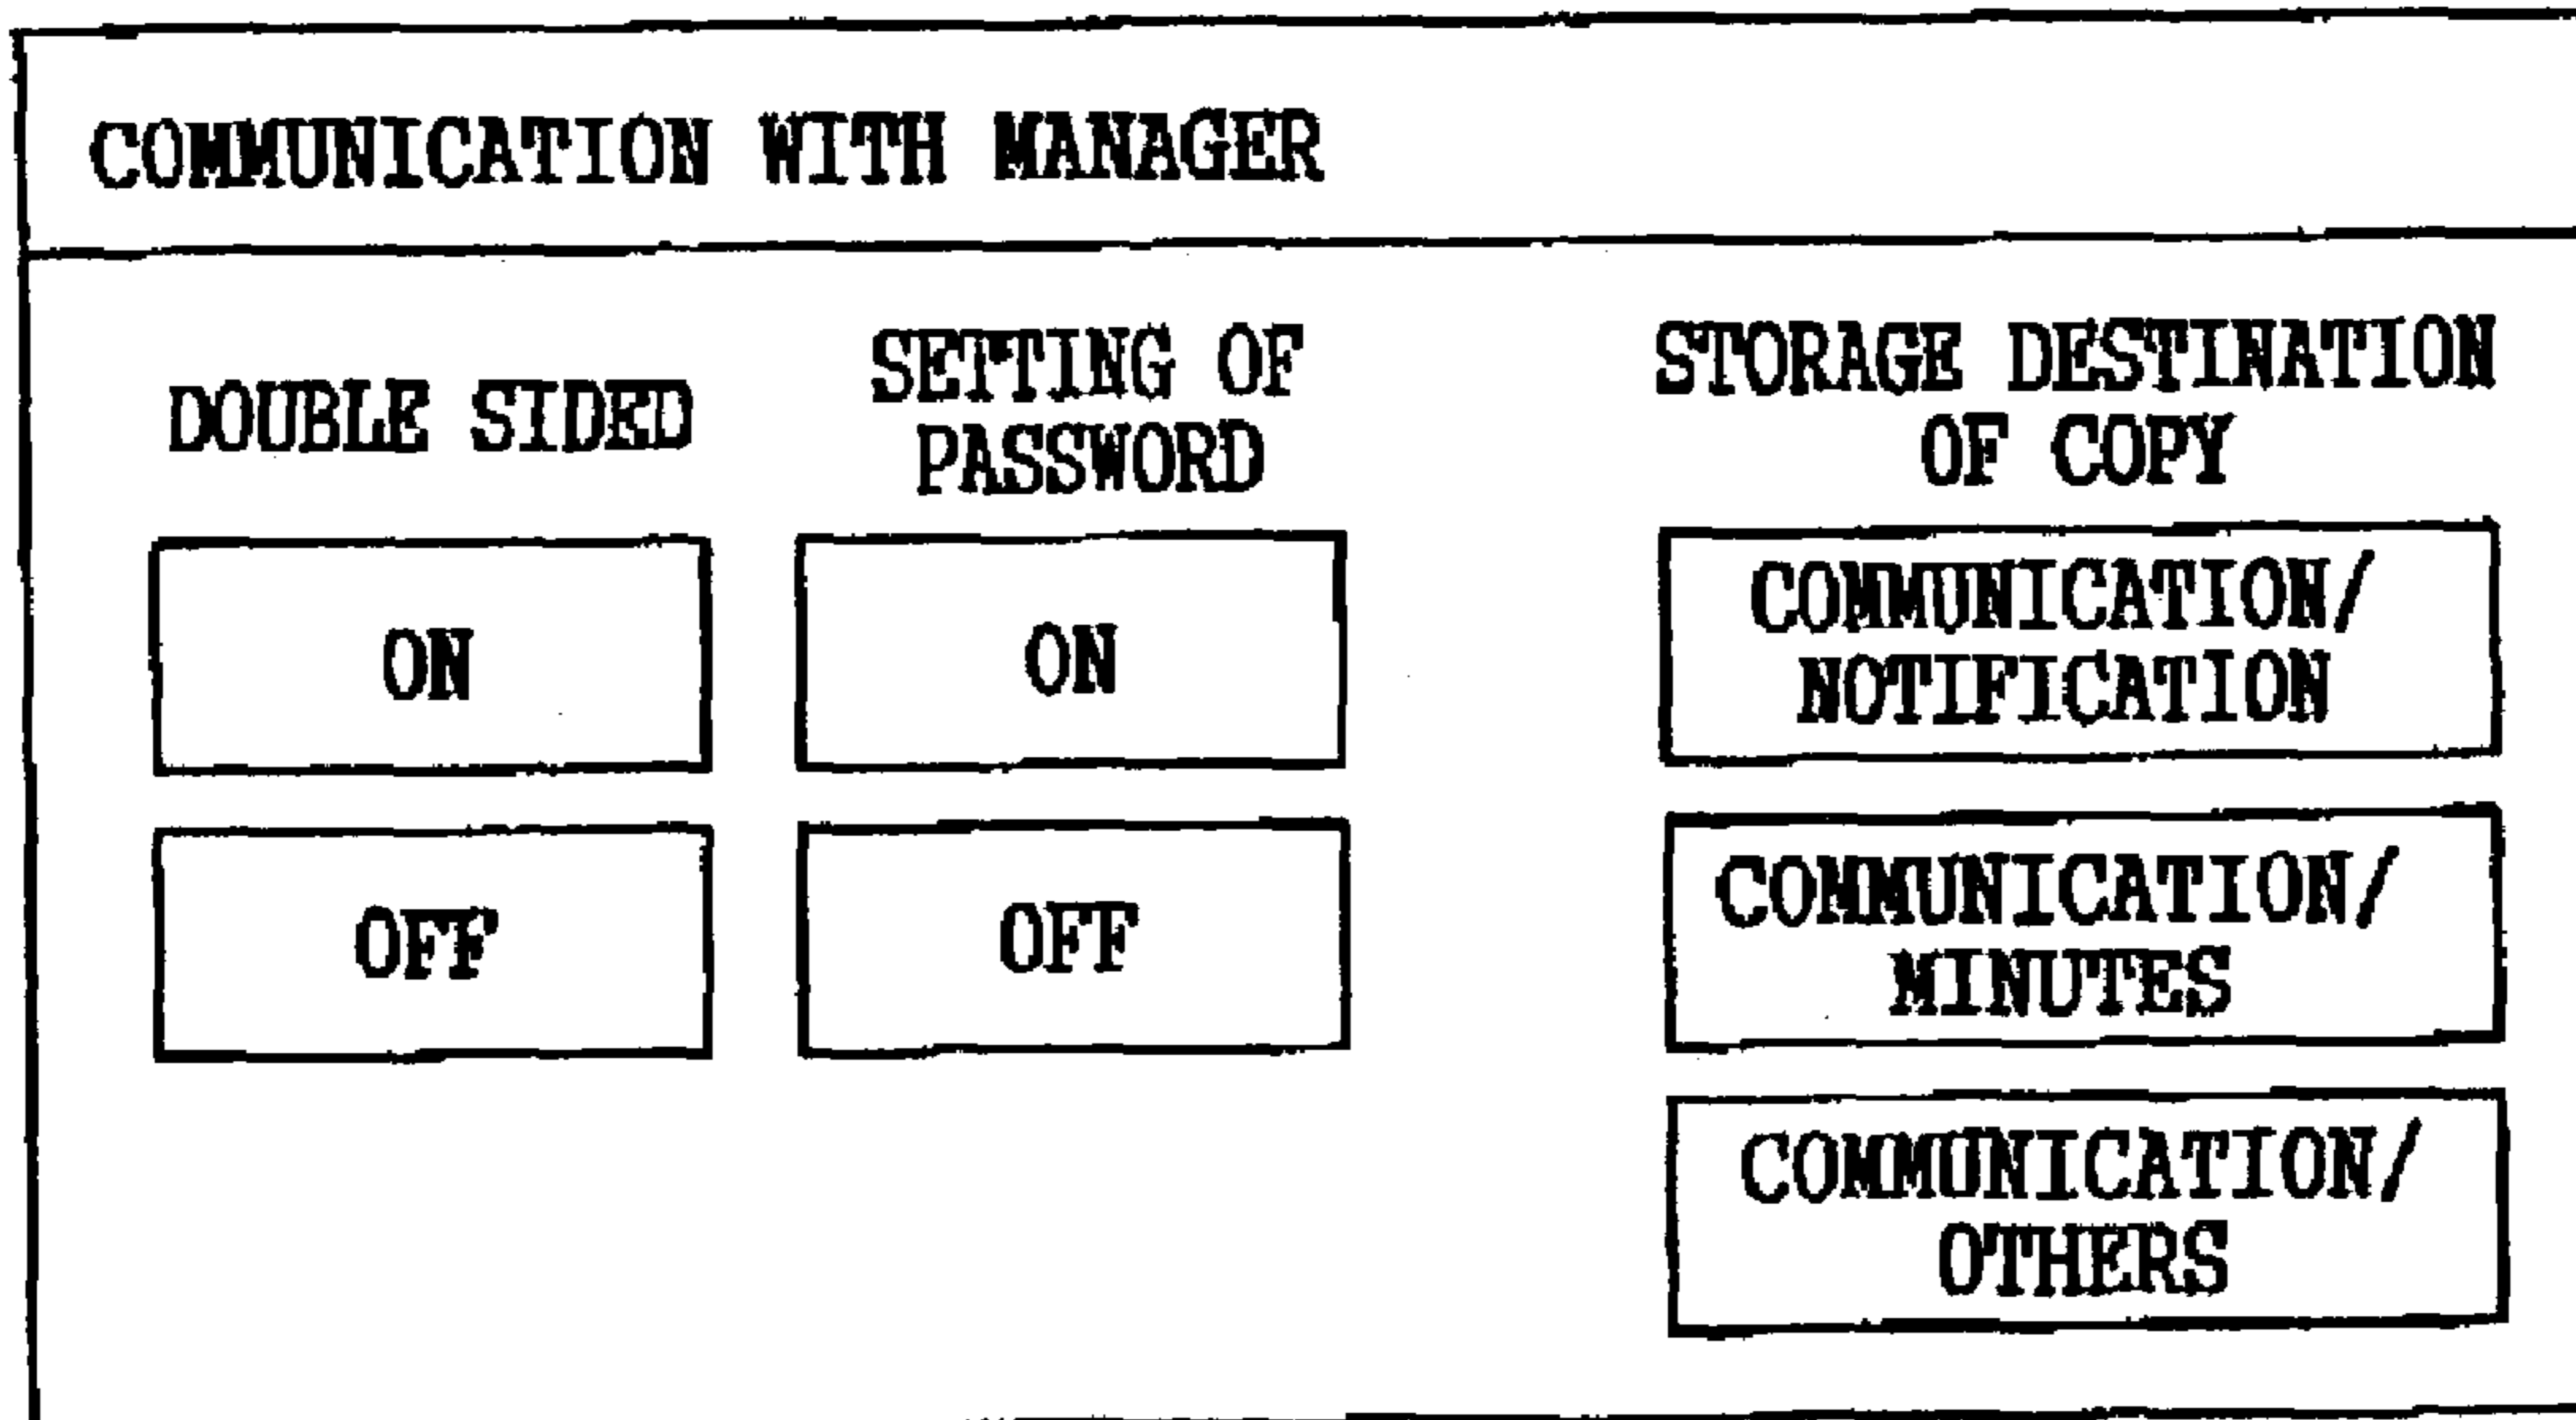 COMMUNICATION WITH MANAGER
DOUBLE SIDED
SETTING OF
PASSWORD
STORAGE DESTINATION
OF COPY
ON
ON
COMMUNICATION/
NOTIFICATION
OFF
OFF
COMMUNICATION/
MINUTES
COMMUNICATION/
OTHERS